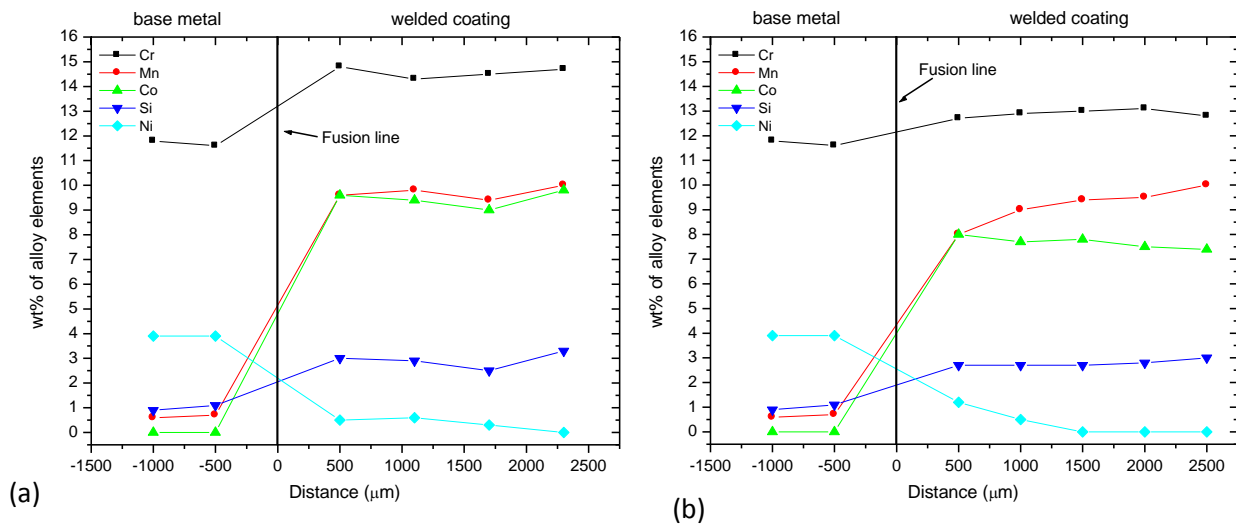 base metal welded coating
16
15
14
13
12
11
10
9
8
7
6
5
4
3
2
1
0
wt% of alloy elements
Cr
Mn
Co
Si
Ni
Fusion line
-1500 -1000 -500 0 500 1000 1500 2000 2500
Distance (μm)
(a)
base metal welded coating
16
15
14
13
12
11
10
9
8
7
6
5
4
3
2
1
0
wt% of alloy elements
Cr
Mn
Co
Si
Ni
Fusion line
-1500 -1000 -500 0 500 1000 1500 2000 2500
Distance (μm)
(b)